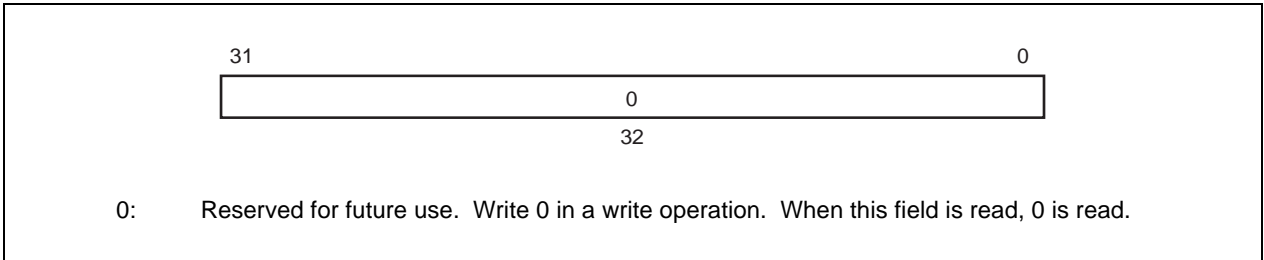 31 0
0
32
0: Reserved for future use. Write 0 in a write operation. When this field is read, 0 is read.